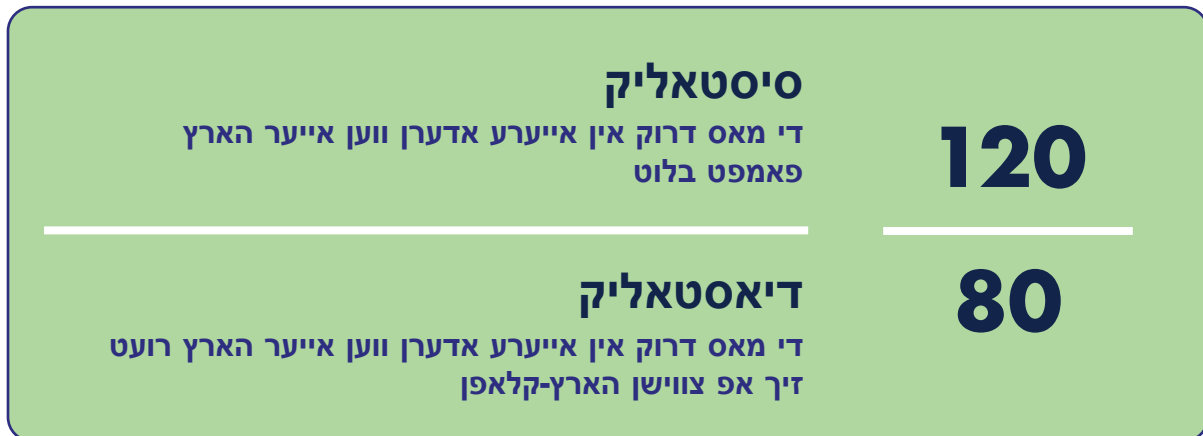 סיסטאליק
די מאס דרוק אין אייערע אדערן ווען אייער הארץ
פאמפט בלוט
120
דיאסטאליק
די מאס דרוק אין אייערע אדערן ווען אייער הארץ רועט
זיך אפ צווישן הארץ-קלאפן
80